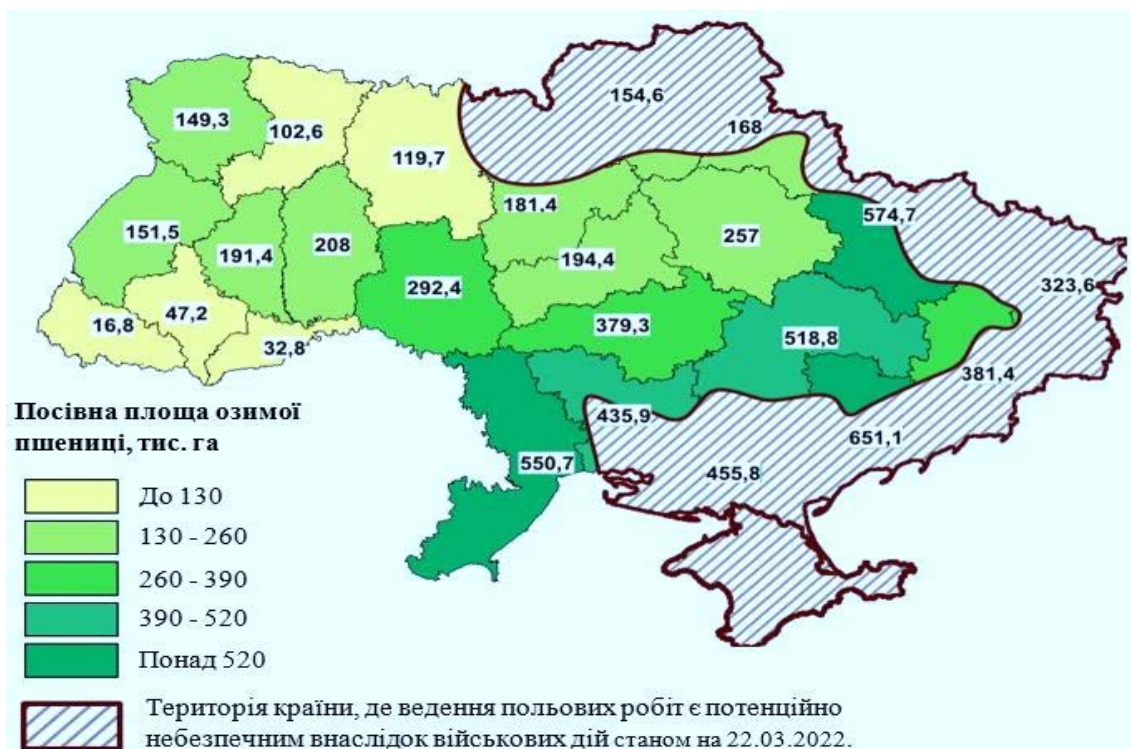 154,6
149,3
102,6
168
119,7
181.4
574,7
151,5
191,4
208
257
194,4
292,4
323,6
47,2
16,8
379,3
518,8
32,8
381,4
435,9
651,1
550,7
455,8
Посівна площа озимої
пшениці, тис. га
До 130
130 - 260
260 - 390
390 - 520
Понад 520
Територія країни, де ведення польових робіт є потенційно
небезпечним внаслідок військових дій станом на 22.03.2022.